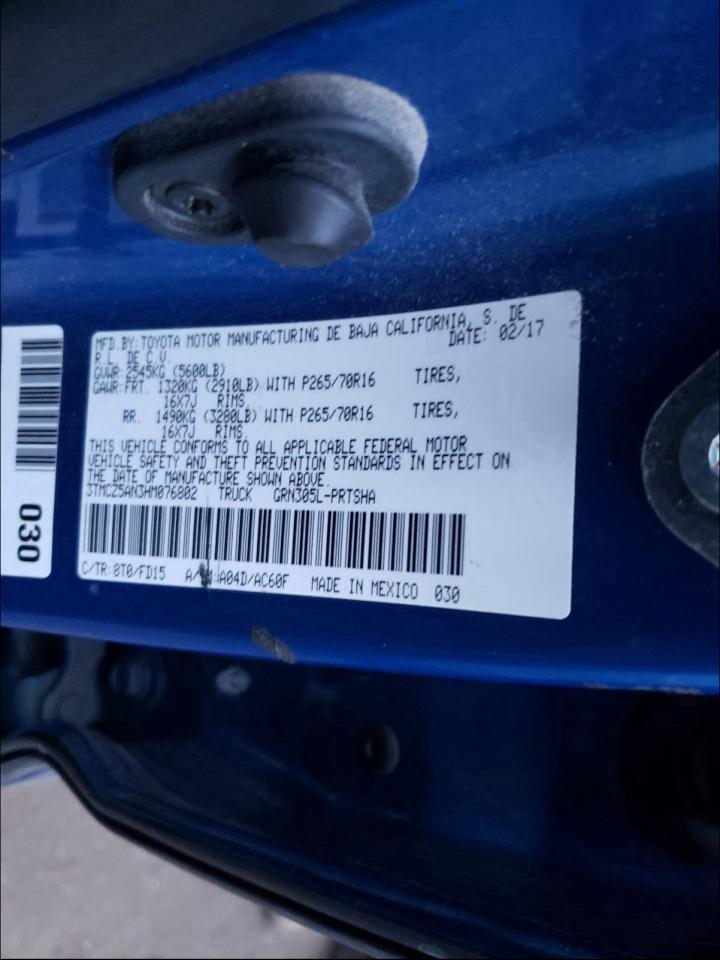 MFD.BY: TOYOTA MOTOR MANUFACTURING DE BAJA CALIFORNIA, S. DE
R.L. DE C.V. DATE: 02/17
GVWR: 2545KG (5600LB)
GAWR: FRT. 1320KG (2910LB) WITH P265/70R16 TIRES,
16X7J RIMS.
RR. 1490KG (3280LB) WITH P265/70R16 TIRES,
16X7J RIMS.
THIS VEHICLE CONFORMS TO ALL APPLICABLE FEDERAL MOTOR
VEHICLE SAFETY AND THEFT PREVENTION STANDARDS IN EFFECT ON
THE DATE OF MANUFACTURE SHOWN ABOVE.
3TMCZ5AN3HM076802 TRUCK GRN305L-PRTSHA
C/TR: 8T0/FD15 A/TM: A04D/AC60F MADE IN MEXICO 030
030